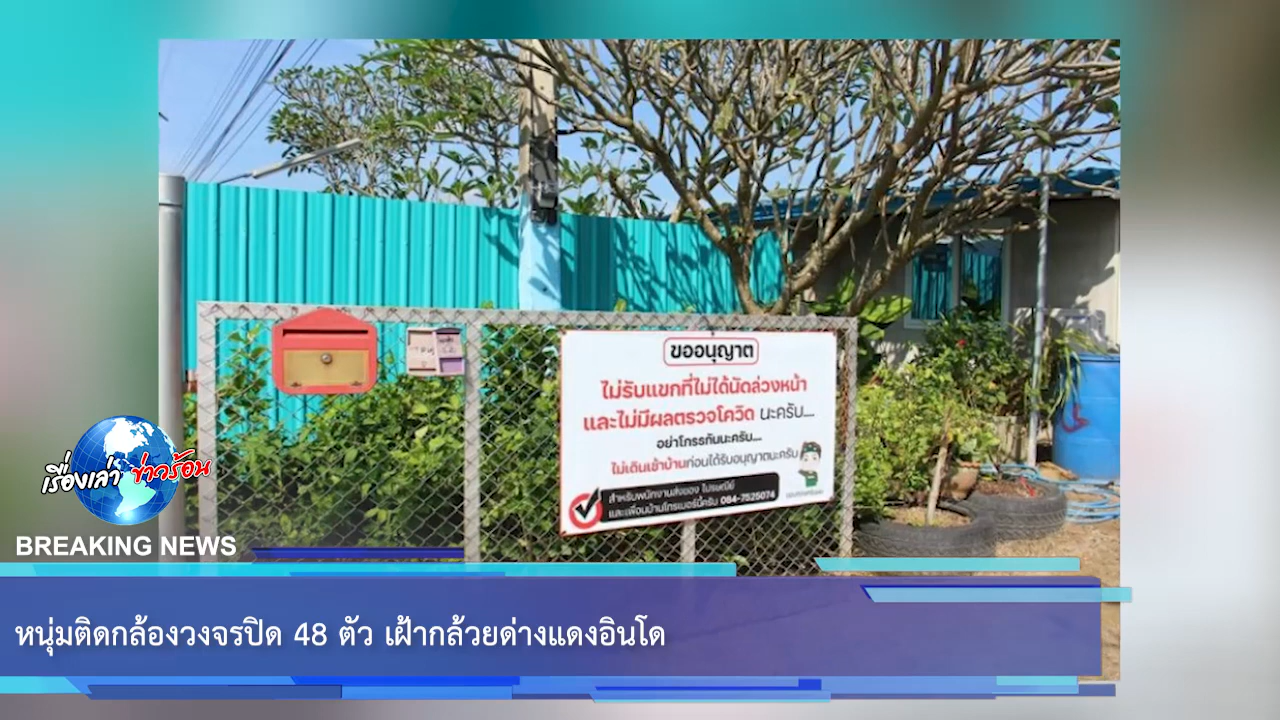 ขออนุญาต
ไม่รับแขกที่ไม่ได้นัดล่วงหน้า
และไม่มีผลตรวจโควิด นะครับ...
อย่าโกรธกันนะครับ...
ไม่เดินเข้าบ้านก่อนได้รับอนุญาตนะครับ
สำหรับพนักงานส่งของ ไปรษณีย์
และเพื่อนบ้านโทรเบอร์นี้ครับ 084-7525074
เรื่องเล่า ข่าวร้อน
BREAKING NEWS
หนุ่มติดกล้องวงจรปิด 48 ตัว เฝ้ากล้วยด่างแดงอินโด